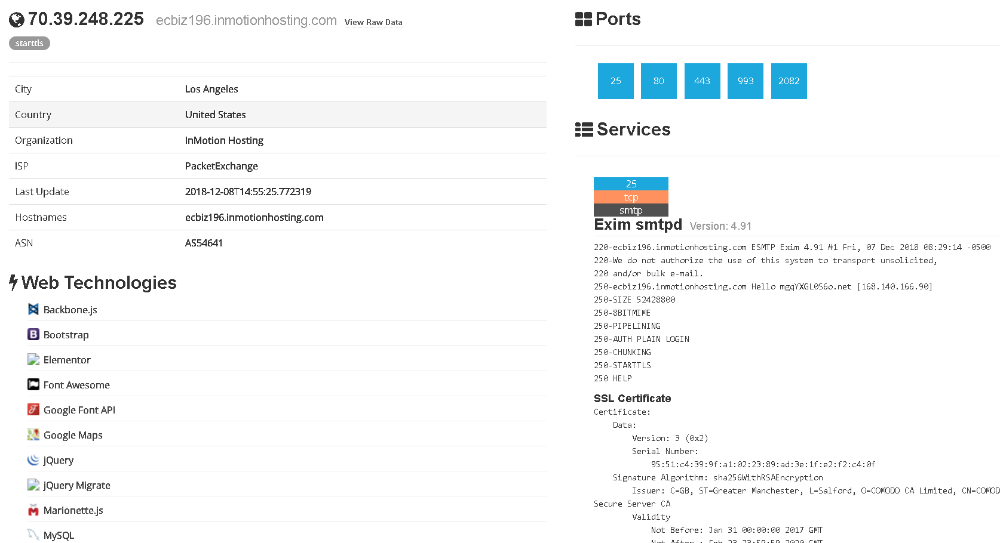 70.39.248.225 ecbiz196.inmotionhosting.com View Raw Data
starttls
City Los Angeles
Country United States
Organization InMotion Hosting
ISP PacketExchange
Last Update 2018-12-08T14:55:25.772319
Hostnames ecbiz196.inmotionhosting.com
ASN AS54641
Web Technologies
Backbone.js
Bootstrap
Elementor
Font Awesome
Google Font API
Google Maps
jQuery
jQuery Migrate
Marionette.js
MySQL
Ports
25 80 443 993 2082
Services
25
tcp
smtp
Exim smtpd Version: 4.91
220-ecbiz196.inmotionhosting.com ESMTP Exim 4.91 #1 Fri, 07 Dec 2018 08:29:14 -0500
220-We do not authorize the use of this system to transport unsolicited,
220 and/or bulk e-mail.
250-ecbiz196.inmotionhosting.com Hello mgqYXGL0S6o.net [168.140.166.90]
250-SIZE 52428800
250-8BITMIME
250-PIPELINING
250-AUTH PLAIN LOGIN
250-CHUNKING
250-STARTTLS
250 HELP
SSL Certificate
Certificate:
Data:
Version: 3 (0x2)
Serial Number:
95:51:c4:39:9f:a1:02:23:89:ad:3e:1f:e2:f2:c4:0f
Signature Algorithm: sha256WithRSAEncryption
Issuer: C=GB, ST=Greater Manchester, L=Salford, O=COMODO CA Limited, CN=COMOD
Secure Server CA
Validity
Not Before: Jan 31 00:00:00 2017 GMT
Not After : Feb 23 23:59:59 2020 GMT